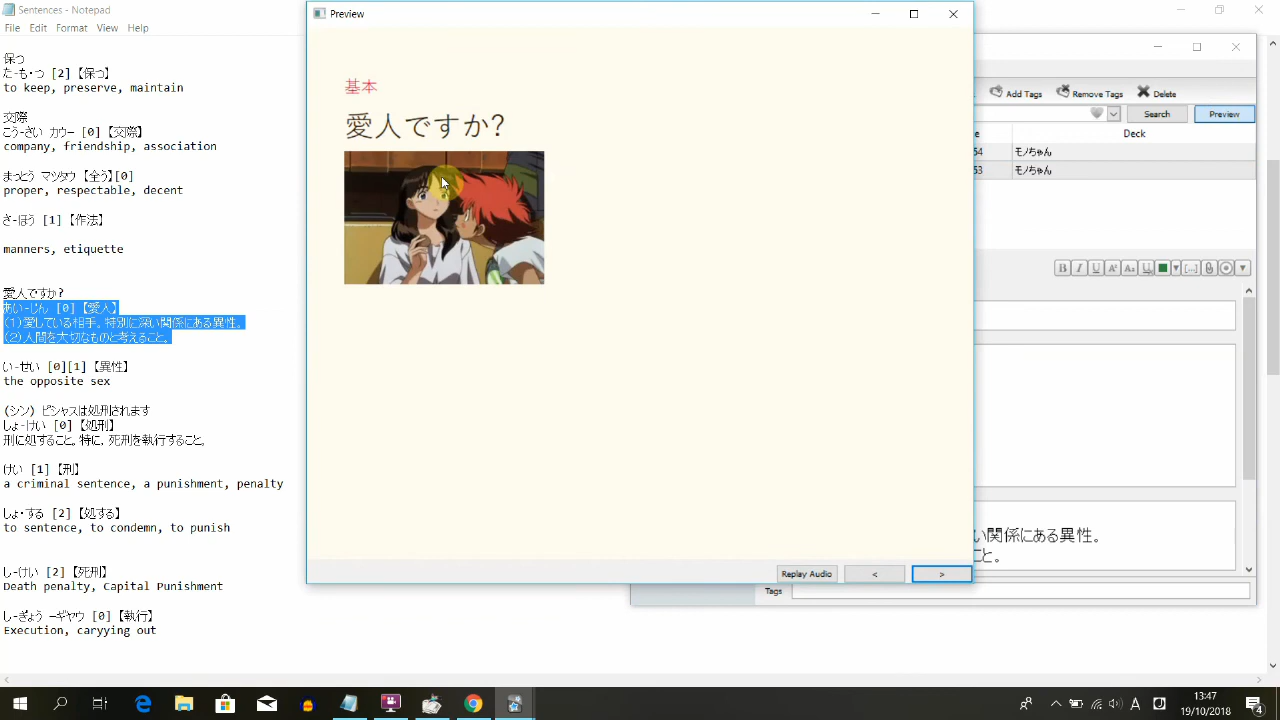 Sentences - Notepad
File Edit Format View Help
保つ
た-も・つ [2]【保つ】
to keep, preserve, maintain
交際
こう-さい カウー [0]【交際】
company, friendship, association
まっとう マツタウ【全う】[0]
proper, respectable, decent
さ-ほう [1]【作法】
manners, etiquette
愛人ですか?
あい-じん [0]【愛人】
(1)愛している相手。特別に深い関係にある異性。
(2)人間を大切なものと考えること。
い-せい [0][1]【異性】
the opposite sex
(シン) ピシャスは処刑されます
しょ-けい [0]【処刑】
刑に処すること。特に、死刑を執行すること。
けい [1]【刑】
a criminal sentence, a punishment, penalty
しょ・する [2]【処する】
to sentence, to condemn, to punish
し-けい [2]【死刑】
Death penalty, Capital Punishment
し-ぎょう ーギヤウ [0]【執行】
Execution, caryying out
Preview
基本
愛人ですか?
Replay Audio
<
>
Add Tags Remove Tags Delete
Search Preview
Deck
54 モノちゃん
53 モノちゃん
い関係にある異性。
こと。
Tags
13:47
19/10/2018